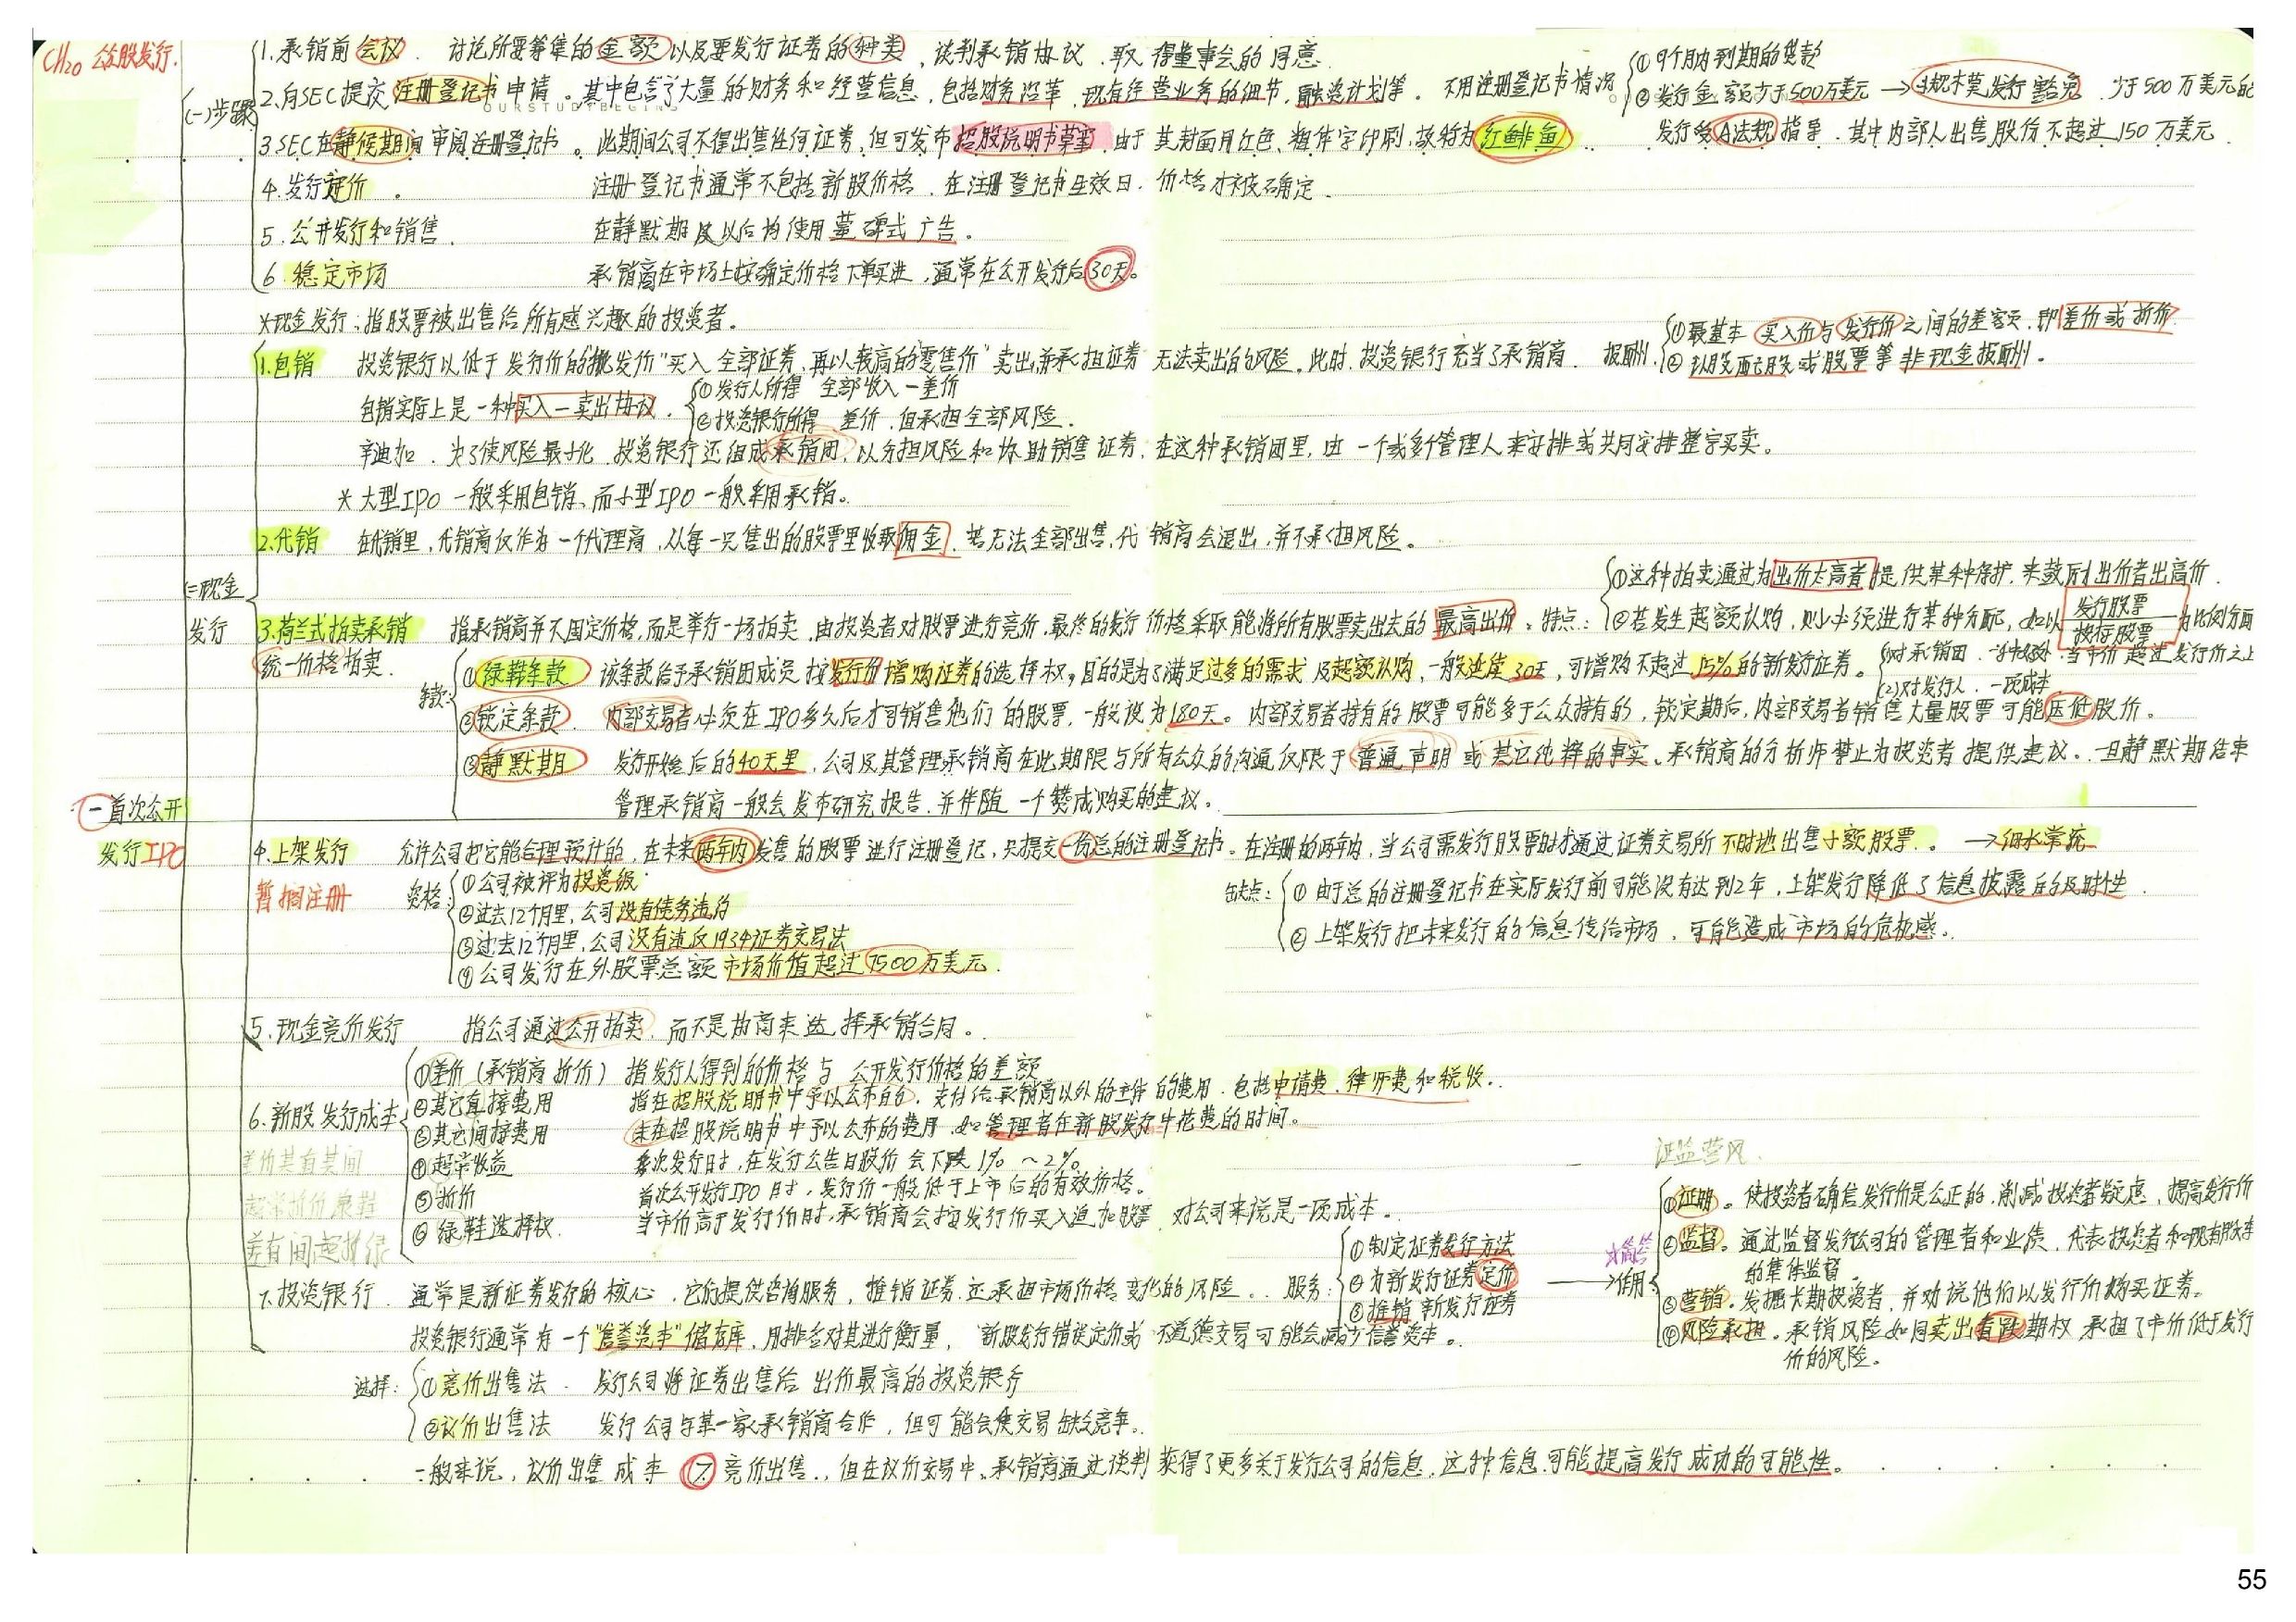 CH20 公众股发行.
1.承销前会议. 讨论所要筹集的金额以及要发行证券的种类,谈判承销协议.取得董事会的同意.
(一)步骤
2.向SEC提交注册登记书申请。其中包含了大量的财务和经营信息,包括财务沿革,现有经营业务的细节,融资计划等。不用注册登记书情况
①9个月内到期的贷款
②发行金额少于500万美元→小规模发行豁免 少于500万美元的
发行受A法规指导.其中内部人出售股份不超过150万美元.
OURSTUDYBEGINS
3.SEC在静候期间审阅注册登记书。此期间公司不得出售任何证券,但可发布招股说明书草案,由于其封面用红色、粗体字印刷,故称为红鲱鱼.
4.发行定价。 注册登记书通常不包括新股价格.在注册登记书生效日.价格才被确定.
5.公开发行和销售. 在静默期及以后均使用墓碑式广告。
6.稳定市场 承销商在市场上按确定价格下单买进,通常在公开发行后30天。
*现金发行:指股票被出售给所有感兴趣的投资者。
1.包销 投资银行以低于发行价的"批发价"买入全部证券,再以较高的"零售价"卖出,并承担证券无法卖出的风险。此时,投资银行充当了承销商. 报酬.
①最基本 买入价与发行价之间的差额,即差价或折价
②认股配股或股票等非现金报酬。
包销实际上是一种买入—卖出协议.
①发行人所得 全部收入-差价
②投资银行所得 差价,但承担全部风险.
辛迪加.为了使风险最小化,投资银行还组成承销团,以分担风险和协助销售证券,在这种承销团里,由一个或多个管理人来安排或共同安排整宗买卖。
*大型IPO一般采用包销、而小型IPO一般采用承销。
2.代销 在代销里,代销商仅作为一个代理商,从每一只售出的股票里收取佣金.若无法全部出售,代销商会退出,并不承担风险。
(二)现金发行
3.荷兰式拍卖承销 指承销商并不固定价格,而是举行一场拍卖,由投资者对股票进行竞价,最终的发行价格采取能将所有股票卖出去的最高出价。特点:
①这种拍卖通过为出价太高者提供某种保护,来鼓励出价者出高价.
②若发生超额认购,则必须进行某种分配,如以 发行股票/投标股票 为比例分配
统一价格拍卖.
条款:
①绿鞋条款 该条款给予承销团成员按发行价增购证券的选择权,目的是为了满足过多的需求及超额认购,一般延续30天,可增购不超过15%的新发行证券。
(1)对承销团. 当市价超过发行价之上
(2)对发行人.一项成本
②锁定条款. 内部交易者必须在IPO多久后才可销售他们的股票,一般设为180天。内部交易者持有的股票可能多于公众持有的,锁定期后,内部交易者销售大量股票可能压低股价。
③静默期 发行开始后的40天里,公司及其管理承销商在此期限与所有公众的沟通仅限于普通声明或其它纯粹的事实、承销商的分析师禁止为投资者提供建议。一旦静默期结束
管理承销商一般会发布研究报告,并伴随一个赞成购买的建议。
一首次公开
发行IPO
4.上架发行 允许公司把它能合理预计的,在未来两年内发售的股票进行注册登记,只提交一份总的注册登记书.在注册的两年内,当公司需发行股票时才通过证券交易所不时地出售小额股票。→细水常流
暂搁注册
资格:
①公司被评为投资级.
②过去12个月里,公司没有债务违约
③过去12个月里,公司没有违反1934证券交易法
④公司发行在外股票总额市场价值超过7500万美元.
缺点:
①由于总的注册登记书在实际发行前可能没有达到2年,上架发行降低了信息披露的及时性.
②上架发行把未来发行的信息传给市场,可能造成市场的危机感.
5.现金竞价发行 指公司通过公开拍卖,而不是协商来选择承销合同。
6.新股发行成本
①差价(承销商折价) 指发行人得到的价格与公开发行价格的差额
②其它直接费用 指在招股说明书中予以公布的,支付给承销商以外的主体的费用.包括申请费.律师费和税收.
③其它间接费用 未在招股说明书中予以公布的费用.如管理者在新股发行中花费的时间。
④超常收益 多次发行时,在发行公告日股价会下跌1%~2%
⑤折价 首次公开发行IPO时,发行价一般低于上市后的有效价格。
⑥绿鞋选择权. 当市价高于发行价时,承销商会按发行价买入追加股票 对公司来说是一项成本.
差价其直其间
超常折价绿鞋
差直间超折绿
7.投资银行. 通常是新证券发行的核心.它们提供咨询服务,推销证券.还承担市场价格变化的风险.. 服务:
①制定证券发行方法
②为新发行证券定价
③推销新发行证券
简答
→作用
证监营风.
①证明。使投资者确信发行价是公正的,削减投资者疑虑,提高发行价
②监督。通过监督发行公司的管理者和业绩,代表投资者和现有股东
的集体监督.
③营销.发掘长期投资者,并劝说他们以发行价购买证券。
④风险承担。承销风险如同卖出看跌期权 承担了市价低于发行
价的风险。
投资银行通常有一个"信誉资本"储存库,用排名对其进行衡量, 新股发行错误定价或不道德交易可能会减少信誉资本。
选择:
①竞价出售法. 发行公司将证券出售给出价最高的投资银行
②议价出售法 发行公司与某一家承销商合作,但可能会使交易缺乏竞争.
一般来说,议价出售成本 > 竞价出售.,但在议价交易中、承销商通过谈判获得了更多关于发行公司的信息.这种信息可能提高发行成功的可能性。
55